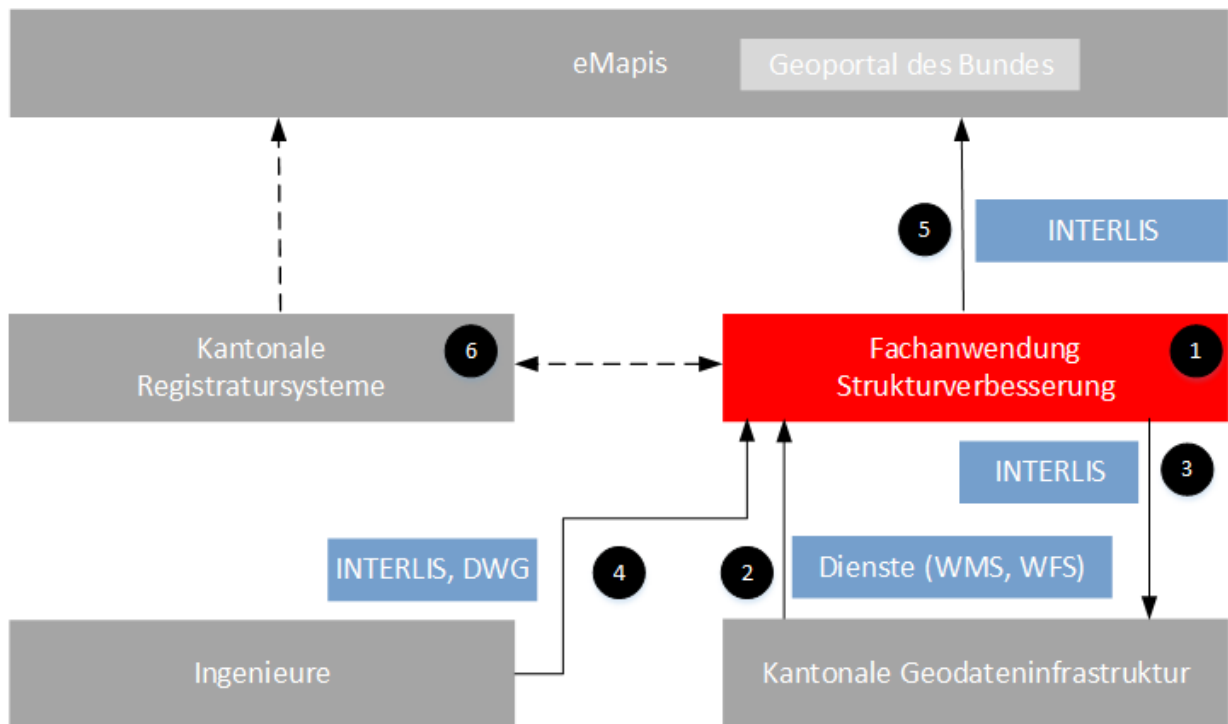 eMapis
Geoportal des Bundes
5
INTERLIS
Kantonale
Registratursysteme
6
Fachanwendung
Strukturverbesserung
1
INTERLIS
3
INTERLIS, DWG
4
2
Dienste (WMS, WFS)
Ingenieure
Kantonale Geodateninfrastruktur